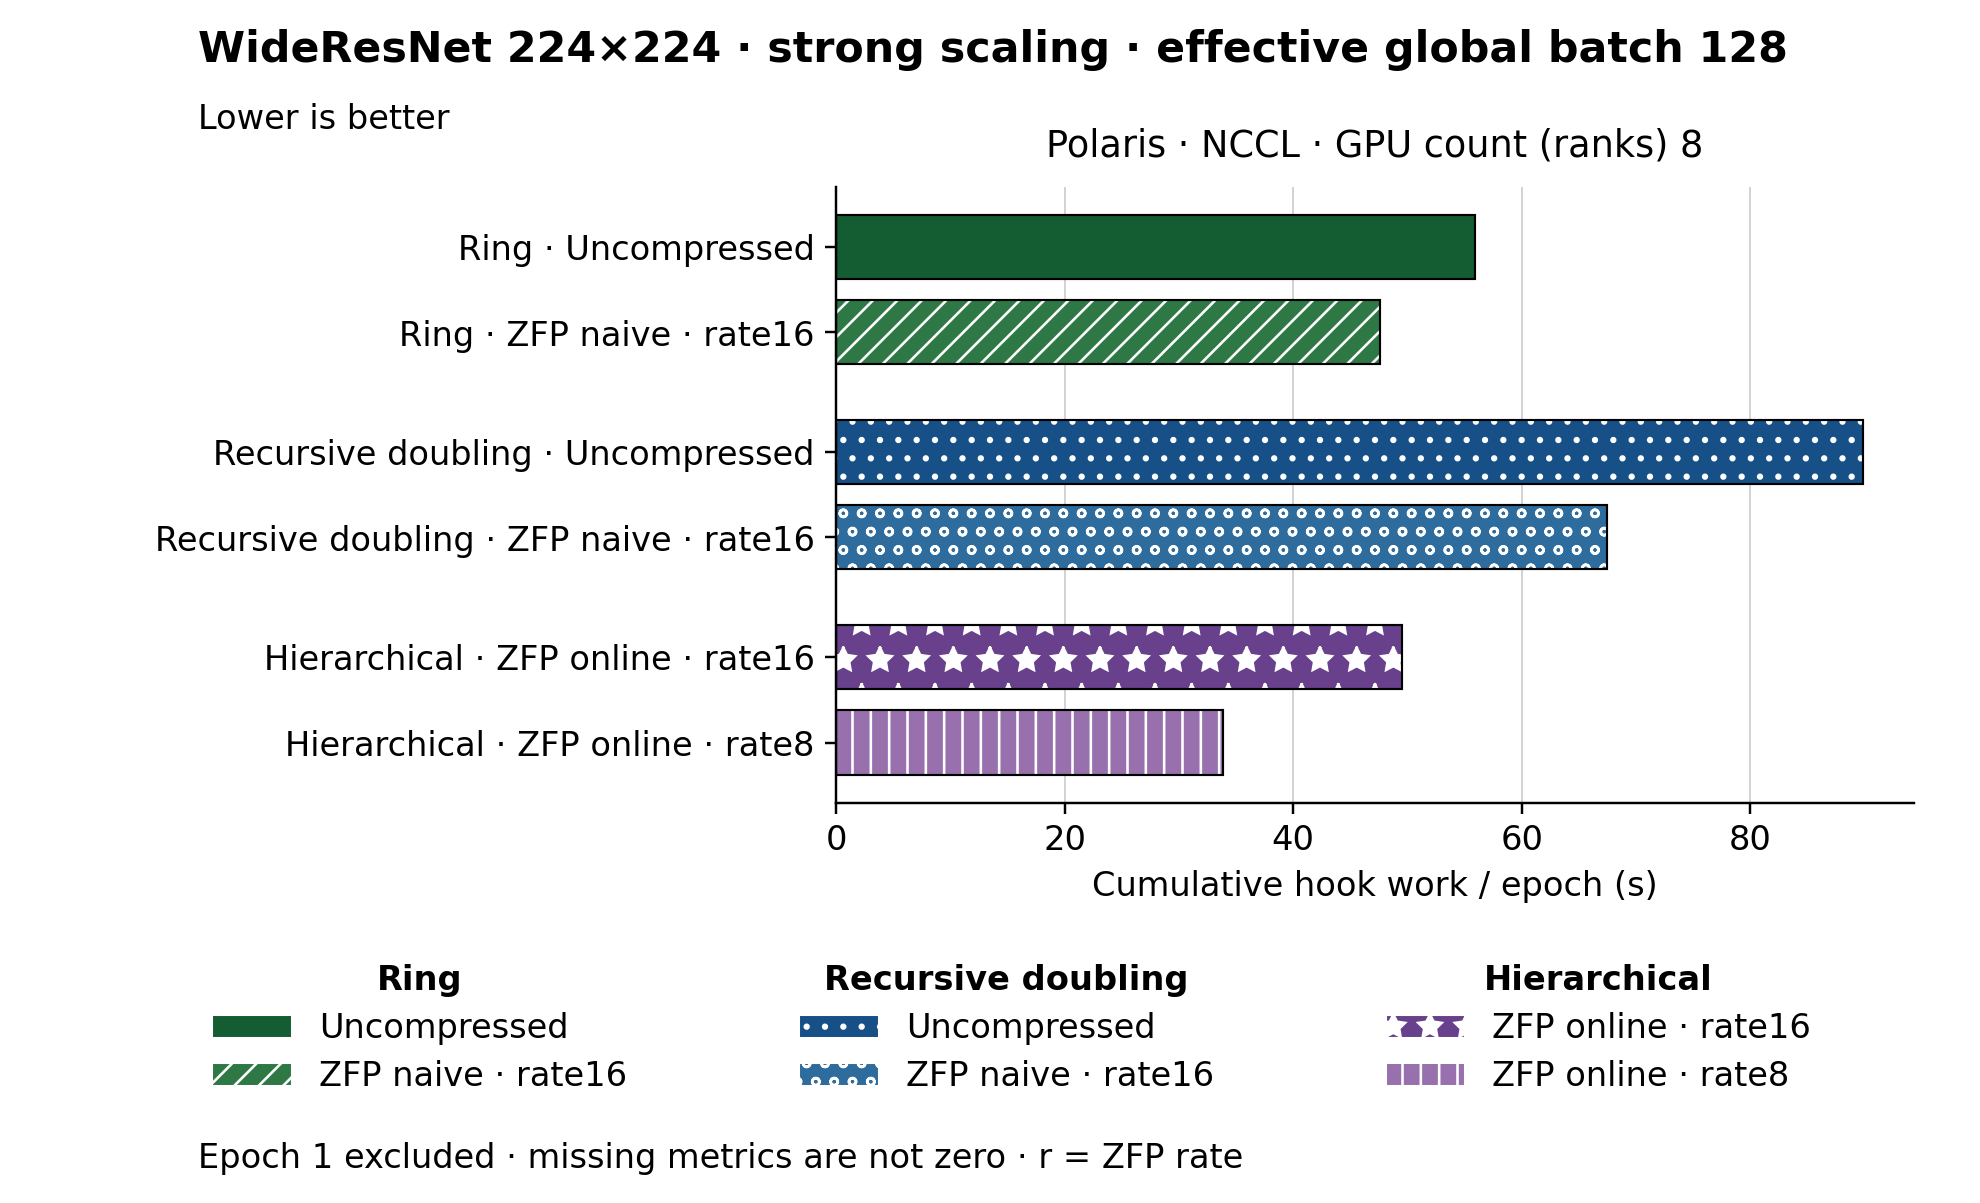 WideResNet 224×224 · strong scaling · effective global batch 128
Lower is better
Polaris · NCCL · GPU count (ranks) 8
Ring · Uncompressed
Ring · ZFP naive · rate16
Recursive doubling · Uncompressed
Recursive doubling · ZFP naive · rate16
Hierarchical · ZFP online · rate16
Hierarchical · ZFP online · rate8
0 20 40 60 80
Cumulative hook work / epoch (s)
Ring
Uncompressed
ZFP naive · rate16
Recursive doubling
Uncompressed
ZFP naive · rate16
Hierarchical
ZFP online · rate16
ZFP online · rate8
Epoch 1 excluded · missing metrics are not zero · r = ZFP rate